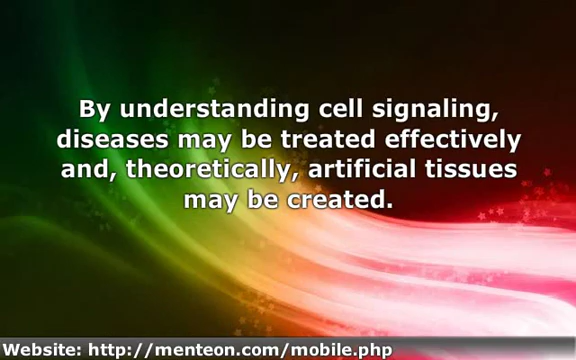 By understanding cell signaling,
diseases may be treated effectively
and, theoretically, artificial tissues
may be created.
Website: http://menteon.com/mobile.php